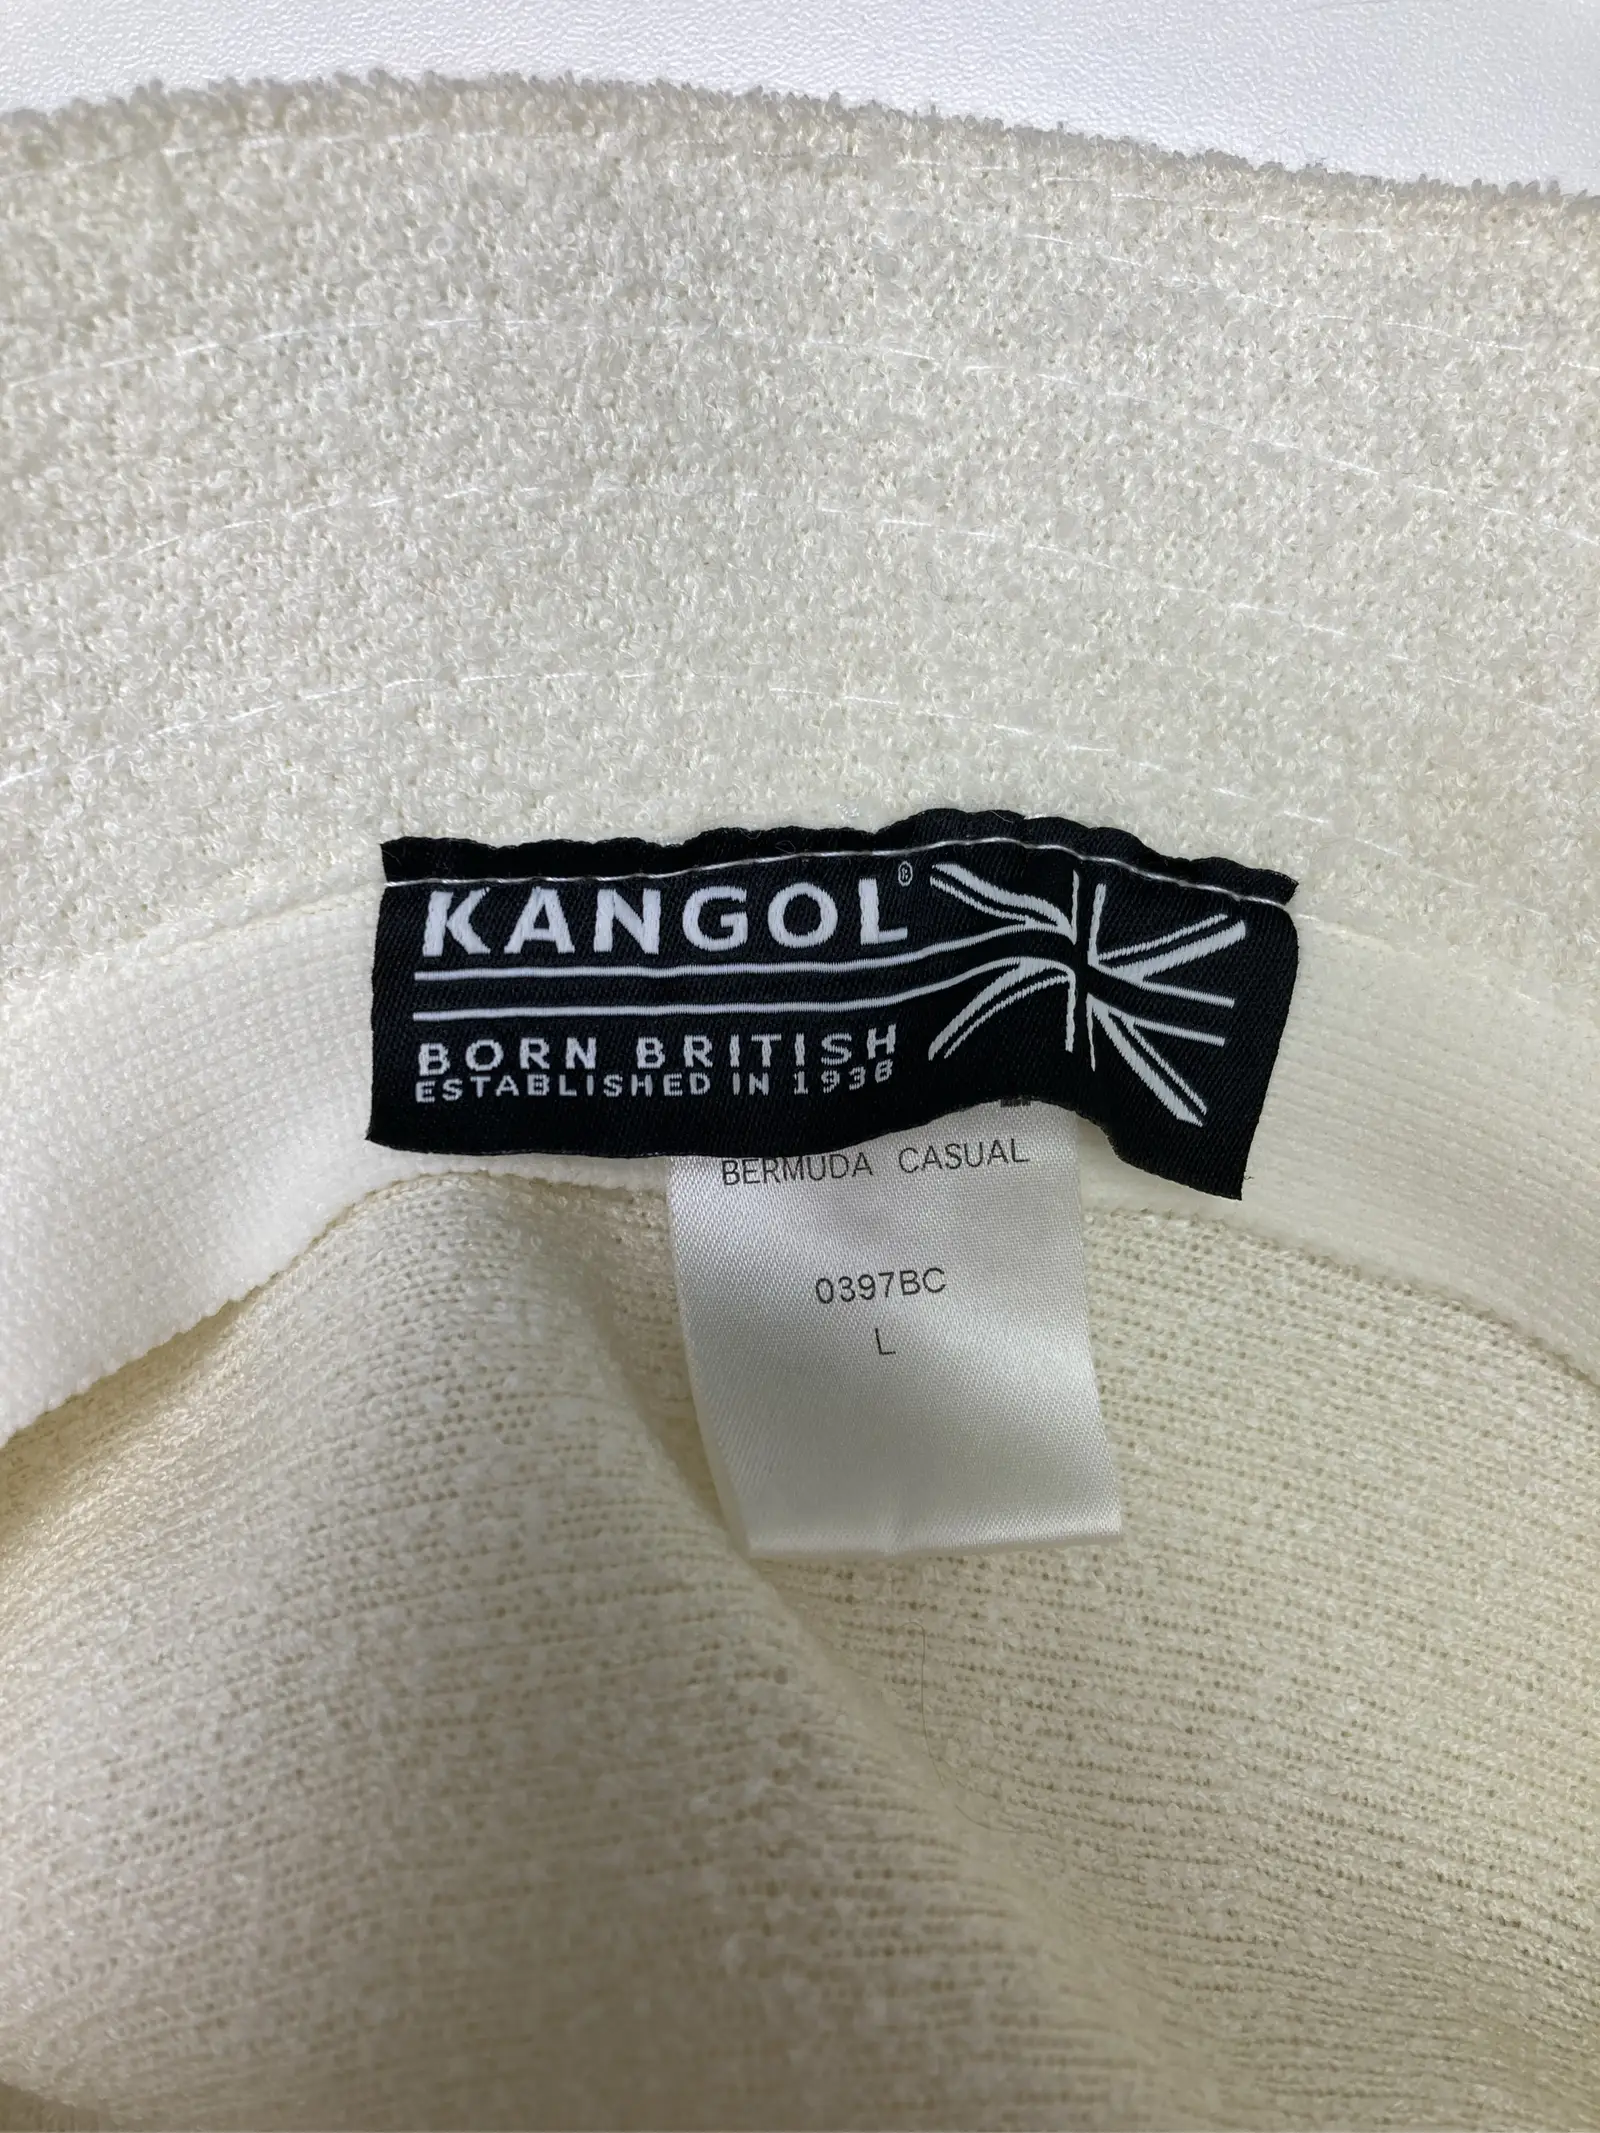 KANGOL®
BORN BRITISH
ESTABLISHED IN 1938
BERMUDA CASUAL
0397BC
L